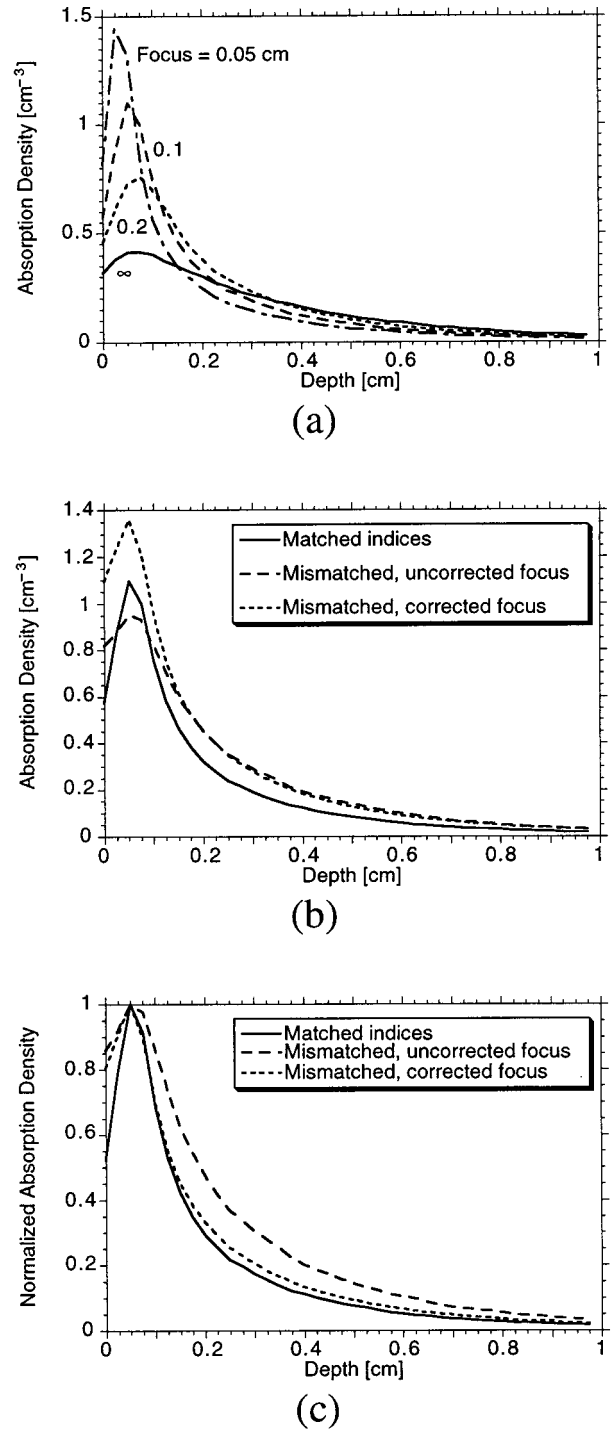 1.5
Focus = 0.05 cm
1
0.1
0.5
0.2
∞
0
0 0.2 0.4 0.6 0.8 1
Absorption Density [cm⁻³]
Depth [cm]
(a)
1.4
1.2
1
0.8
0.6
0.4
0.2
0
Matched indices
Mismatched, uncorrected focus
Mismatched, corrected focus
Absorption Density [cm⁻³]
0 0.2 0.4 0.6 0.8 1
Depth [cm]
(b)
1
0.8
0.6
0.4
0.2
0
Matched indices
Mismatched, uncorrected focus
Mismatched, corrected focus
Normalized Absorption Density
0 0.2 0.4 0.6 0.8 1
Depth [cm]
(c)